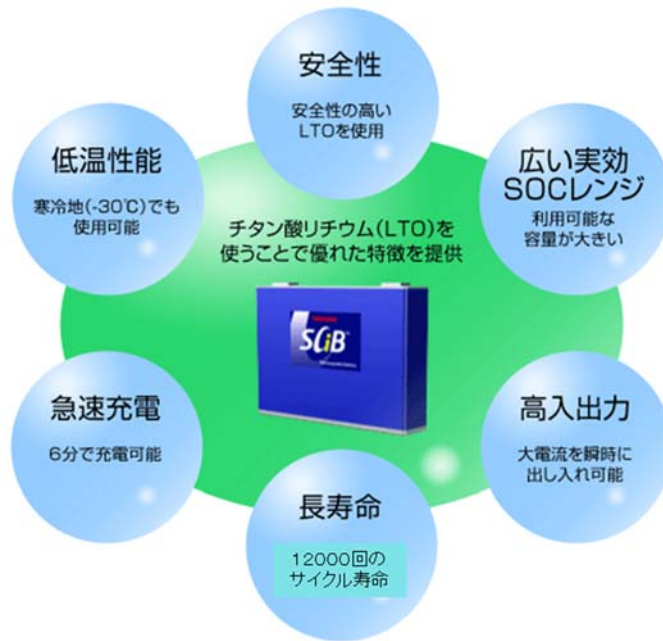 安全性
安全性の高い
LTOを使用
低温性能
寒冷地(-30℃)でも
使用可能
広い実効
SOCレンジ
利用可能な
容量が大きい
チタン酸リチウム(LTO)を
使うことで優れた特徴を提供
SCiB
急速充電
6分で充電可能
高入出力
大電流を瞬時に
出し入れ可能
長寿命
12000回の
サイクル寿命